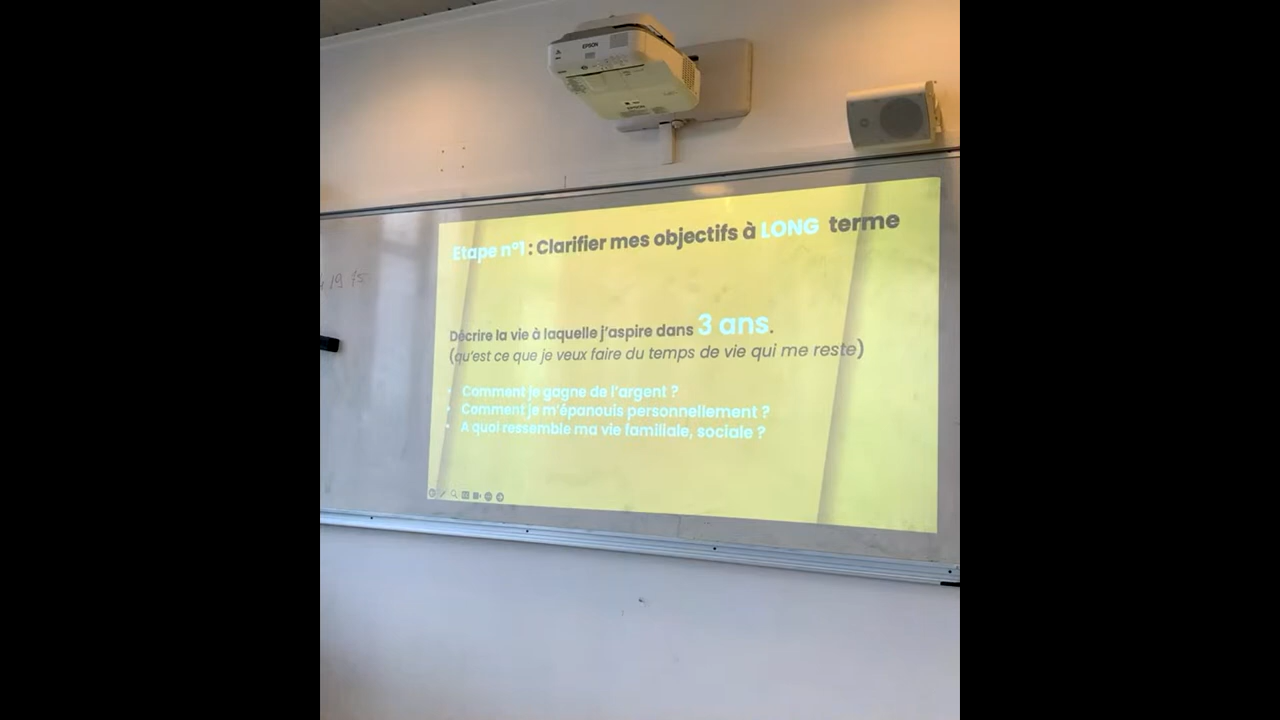 EPSON
EPSON
Etape n°1 : Clarifier mes objectifs à LONG terme
Décrire la vie à laquelle j'aspire dans 3 ans.
(qu'est ce que je veux faire du temps de vie qui me reste)
• Comment je gagne de l'argent ?
• Comment je m'épanouis personnellement ?
• A quoi ressemble ma vie familiale, sociale ?